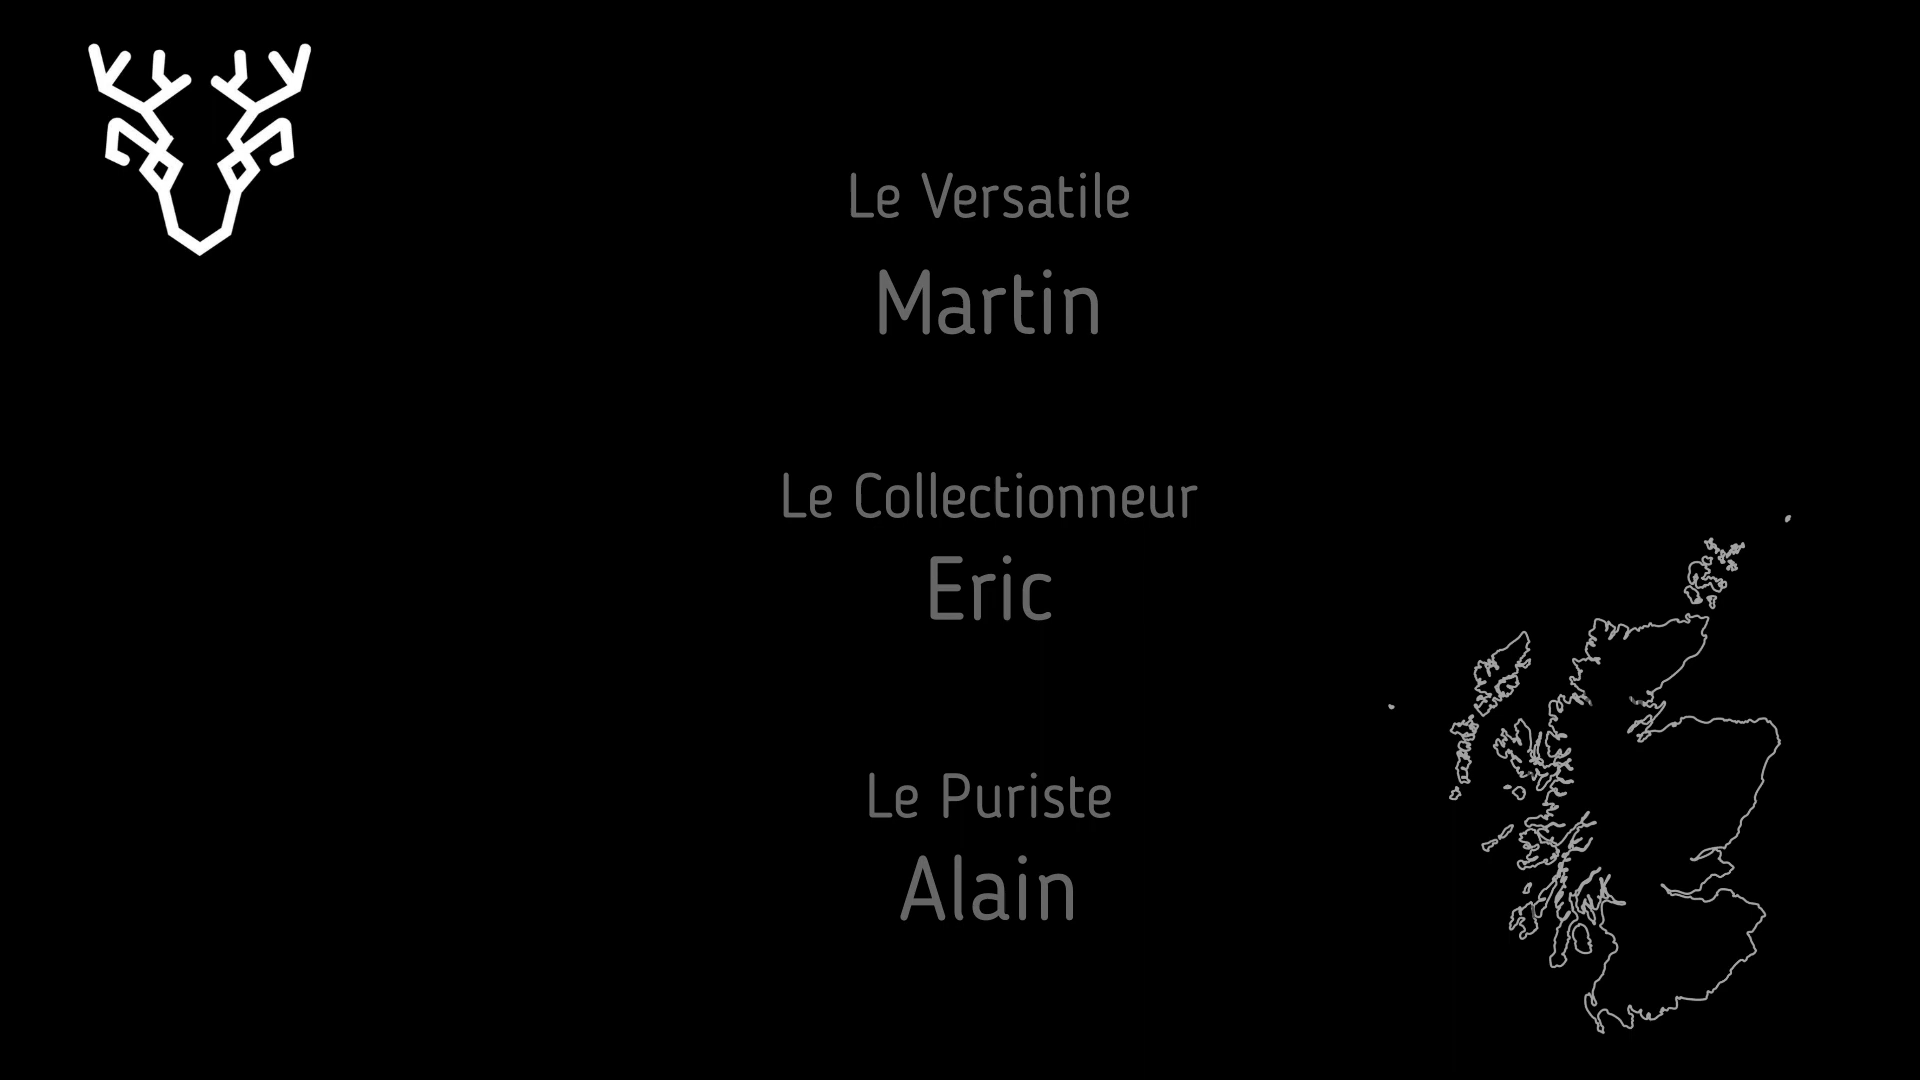 Le Versatile
Martin
Le Collectionneur
Eric
Le Puriste
Alain